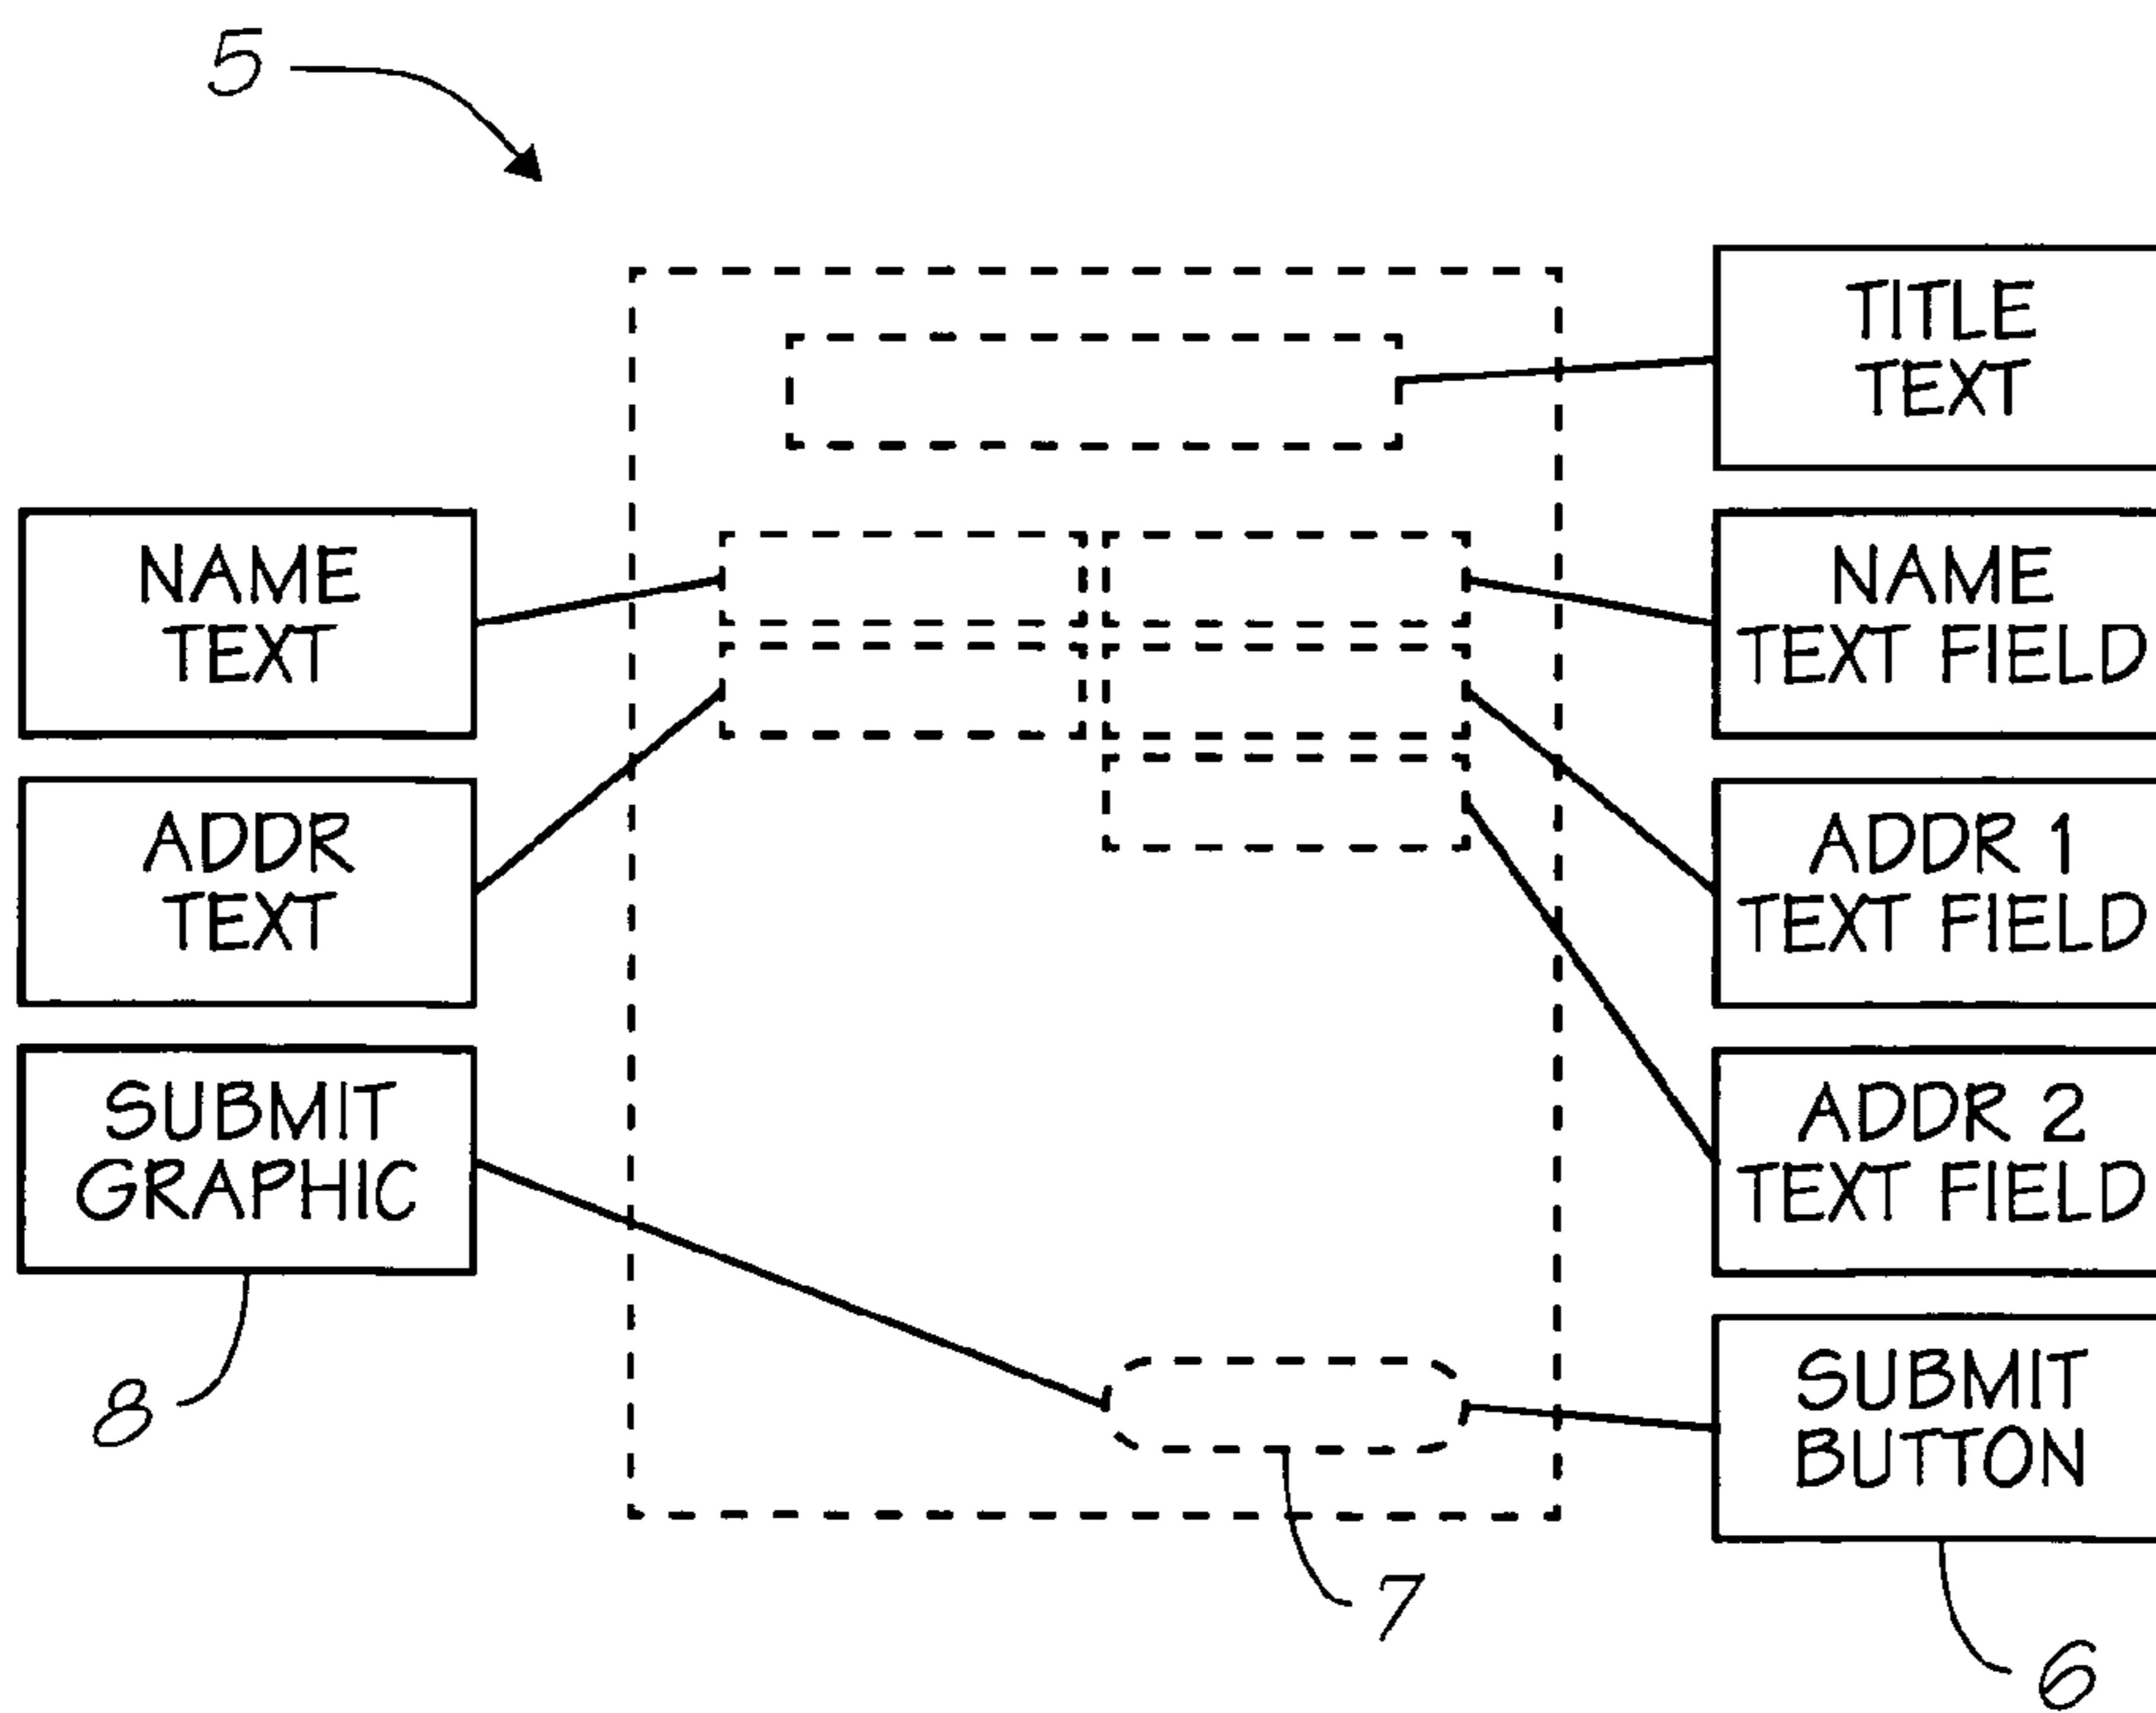 5
TITLE
TEXT
NAME
TEXT
NAME
TEXT FIELD
ADDR
TEXT
ADDR 1
TEXT FIELD
SUBMIT
GRAPHIC
ADDR 2
TEXT FIELD
SUBMIT
BUTTON
8
7
6